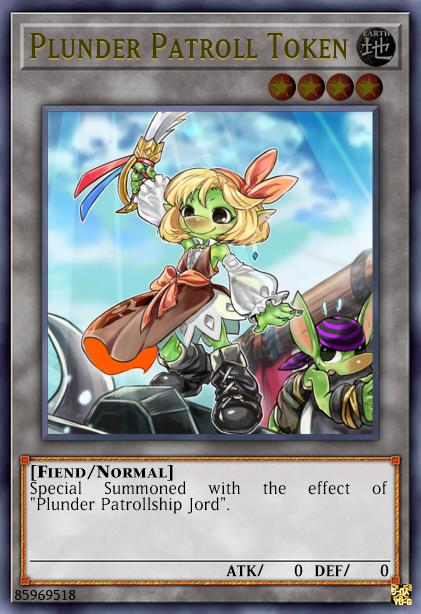 PLUNDER PATROLL TOKEN
EARTH
地
[FIEND/NORMAL]
Special Summoned with the effect of
"Plunder Patrollship Jord".
ATK/ 0 DEF/ 0
85969518